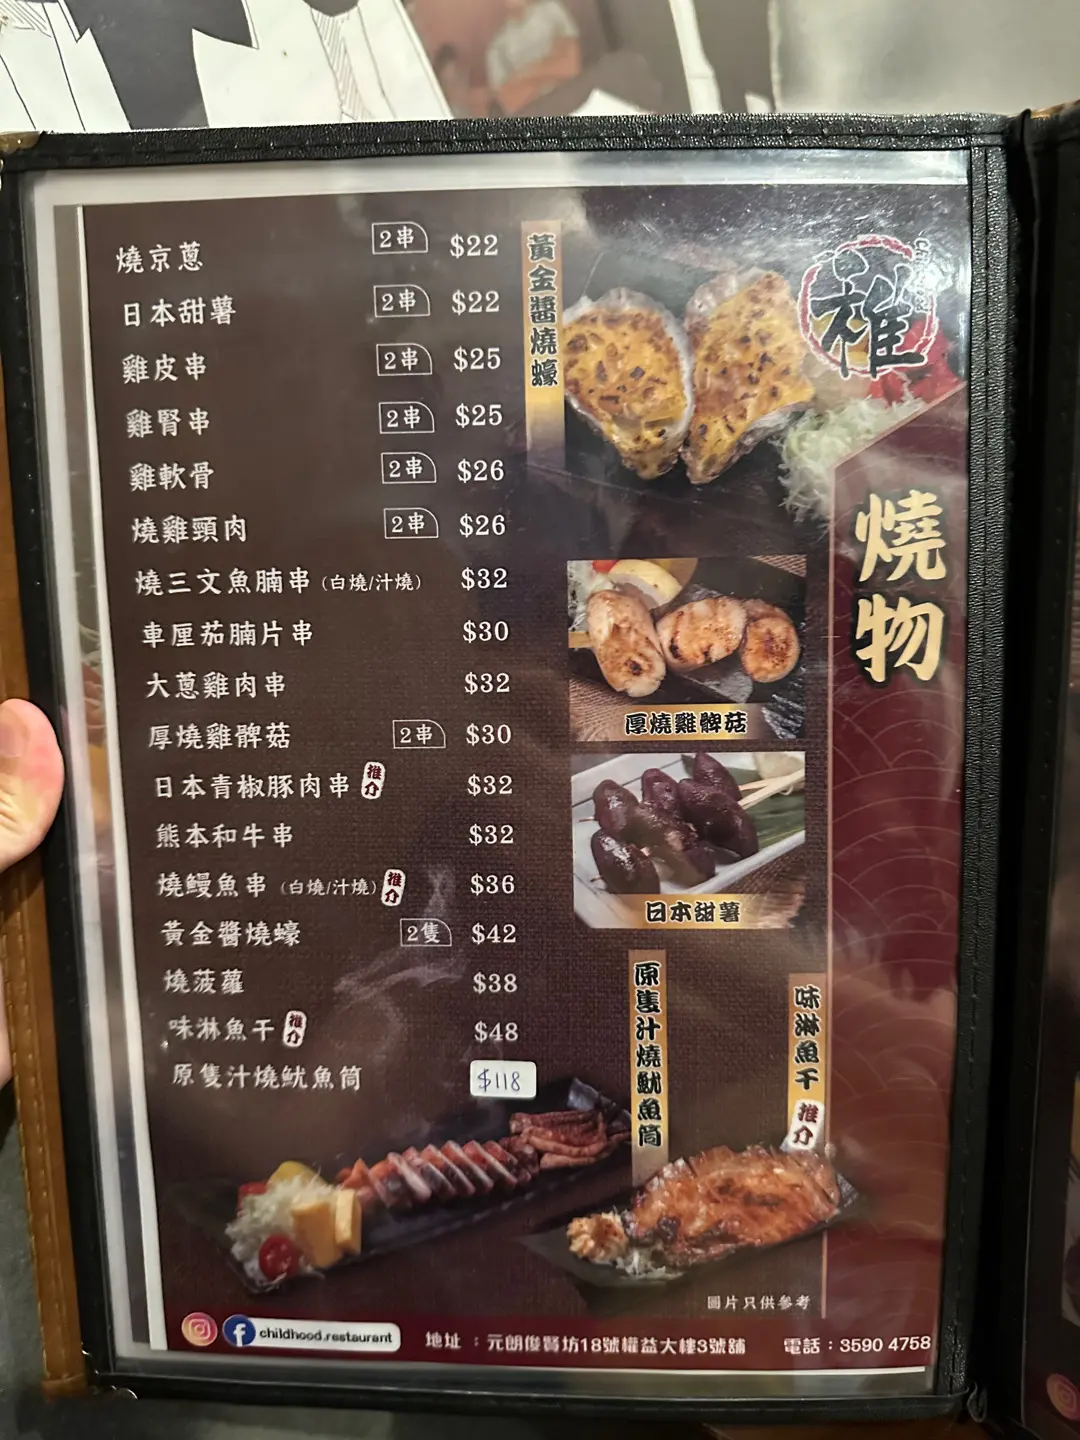 燒京蔥 2串 $22
日本甜薯 2串 $22
雞皮串 2串 $25
雞腎串 2串 $25
雞軟骨 2串 $26
燒雞頸肉 2串 $26
燒三文魚腩串 (白燒/汁燒) $32
車厘茄腩片串 $30
大蔥雞肉串 $32
厚燒雞髀菇 2串 $30
日本青椒豚肉串 推介 $32
熊本和牛串 $32
燒鰻魚串 (白燒/汁燒) 推介 $36
黃金醬燒蠔 2隻 $42
燒菠蘿 $38
味淋魚干 推介 $48
原隻汁燒魷魚筒 $118
黃金醬燒蠔
稚
燒物
厚燒雞髀菇
日本甜薯
原隻汁燒魷魚筒
味淋魚干 推介
圖片只供參考
childhood.restaurant
地址 : 元朗俊賢坊18號權益大樓3號舖
電話 : 3590 4758